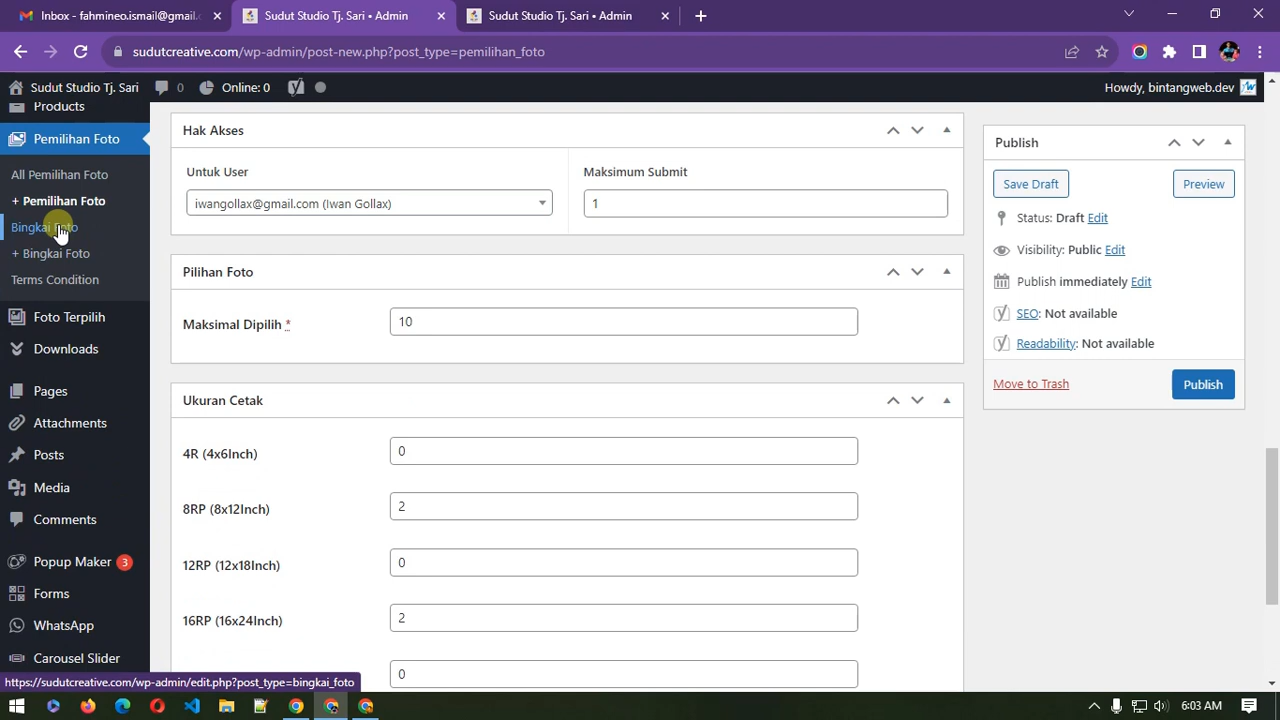 Inbox - fahmineo.ismail@gmail.
Sudut Studio Tj. Sari • Admin
Sudut Studio Tj. Sari • Admin
sudutcreative.com/wp-admin/post-new.php?post_type=pemilihan_foto
Sudut Studio Tj. Sari
0
Online: 0
Howdy, bintangweb.dev
Products
Pemilihan Foto
All Pemilihan Foto
+ Pemilihan Foto
Bingkai Foto
+ Bingkai Foto
Terms Condition
Foto Terpilih
Downloads
Pages
Attachments
Posts
Media
Comments
Popup Maker 3
Forms
WhatsApp
Carousel Slider
Hak Akses
Untuk User
Maksimum Submit
iwangollax@gmail.com (Iwan Gollax)
1
Pilihan Foto
Maksimal Dipilih *
10
Ukuran Cetak
4R (4x6Inch)
0
8RP (8x12Inch)
2
12RP (12x18Inch)
0
16RP (16x24Inch)
2
0
Publish
Save Draft
Preview
Status: Draft Edit
Visibility: Public Edit
Publish immediately Edit
SEO: Not available
Readability: Not available
Move to Trash
Publish
https://sudutcreative.com/wp-admin/edit.php?post_type=bingkai_foto
6:03 AM